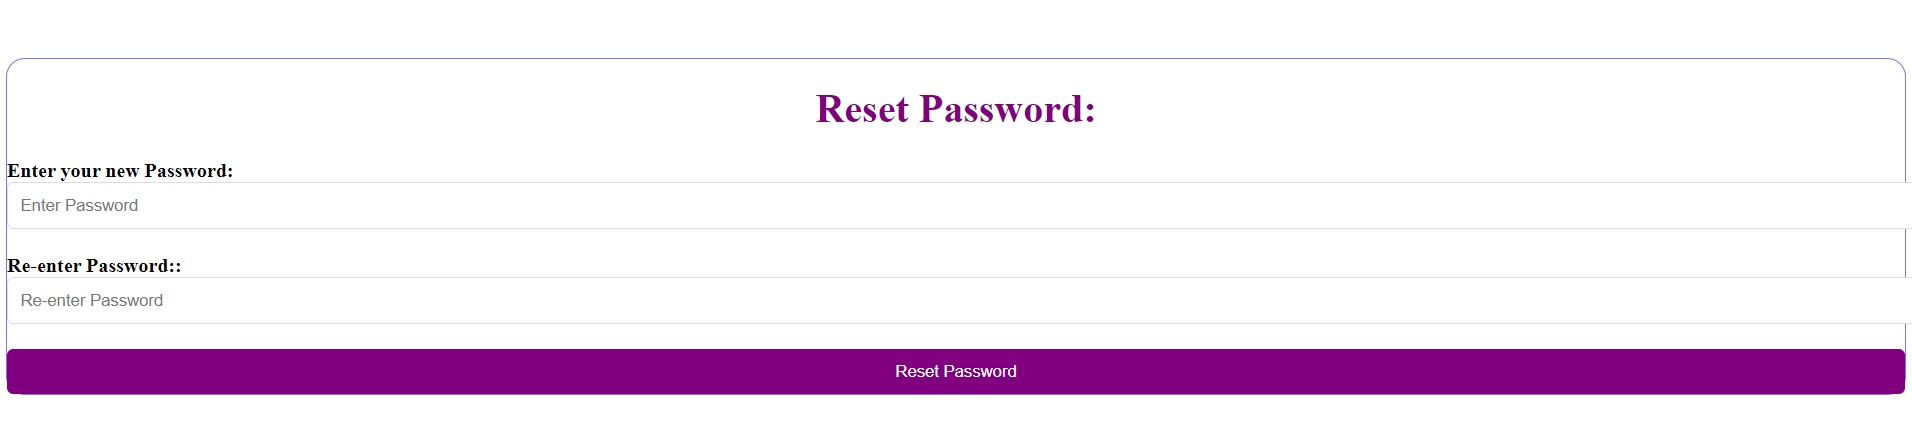 Reset Password:
Enter your new Password:
Enter Password
Re-enter Password::
Re-enter Password
Reset Password